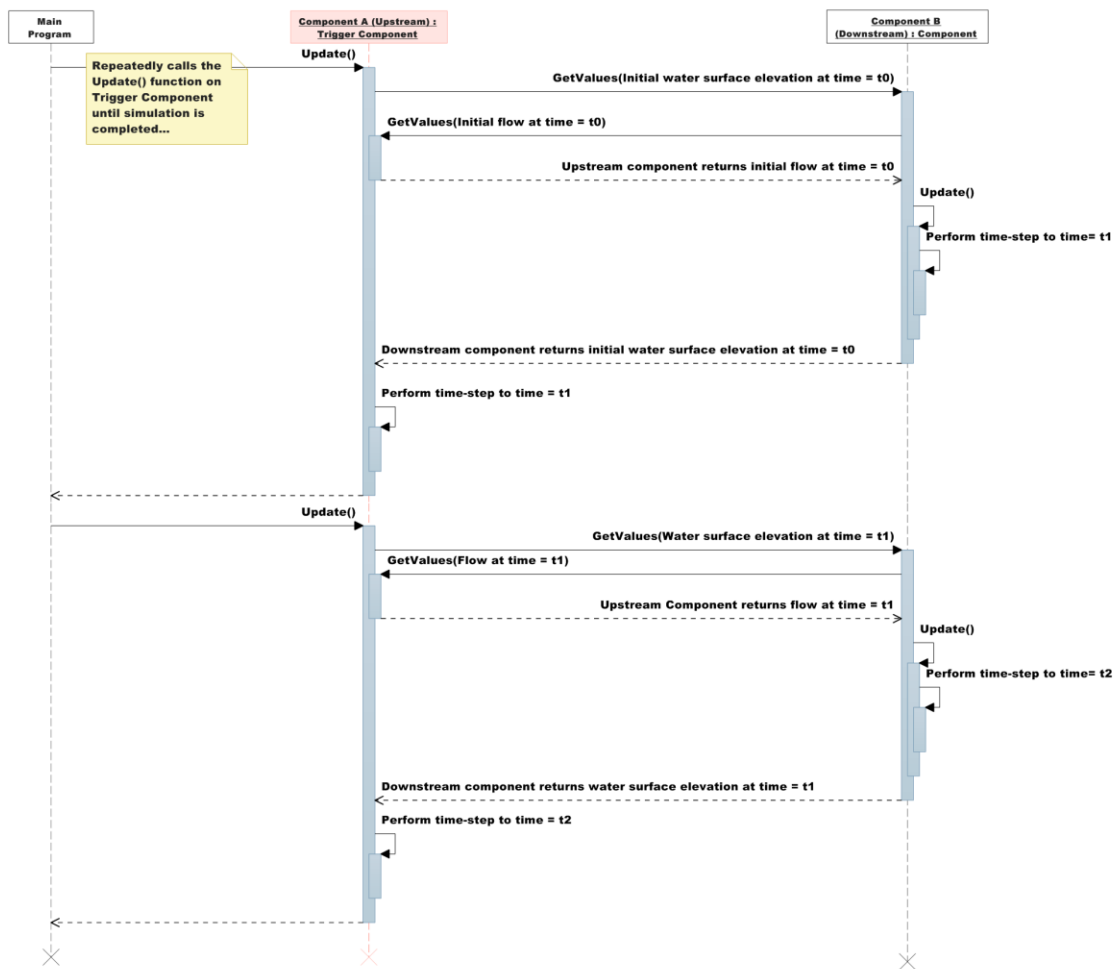 Main
Program
Component A (Upstream) :
Trigger Component
Component B
(Downstream) : Component
Update()
Repeatedly calls the
Update() function on
Trigger Component
until simulation is
completed...
GetValues(Initial water surface elevation at time = t0)
GetValues(Initial flow at time = t0)
Upstream component returns initial flow at time = t0
Update()
Perform time-step to time= t1
Downstream component returns initial water surface elevation at time = t0
Perform time-step to time = t1
Update()
GetValues(Water surface elevation at time = t1)
GetValues(Flow at time = t1)
Upstream Component returns flow at time = t1
Update()
Perform time-step to time= t2
Downstream component returns water surface elevation at time = t1
Perform time-step to time = t2